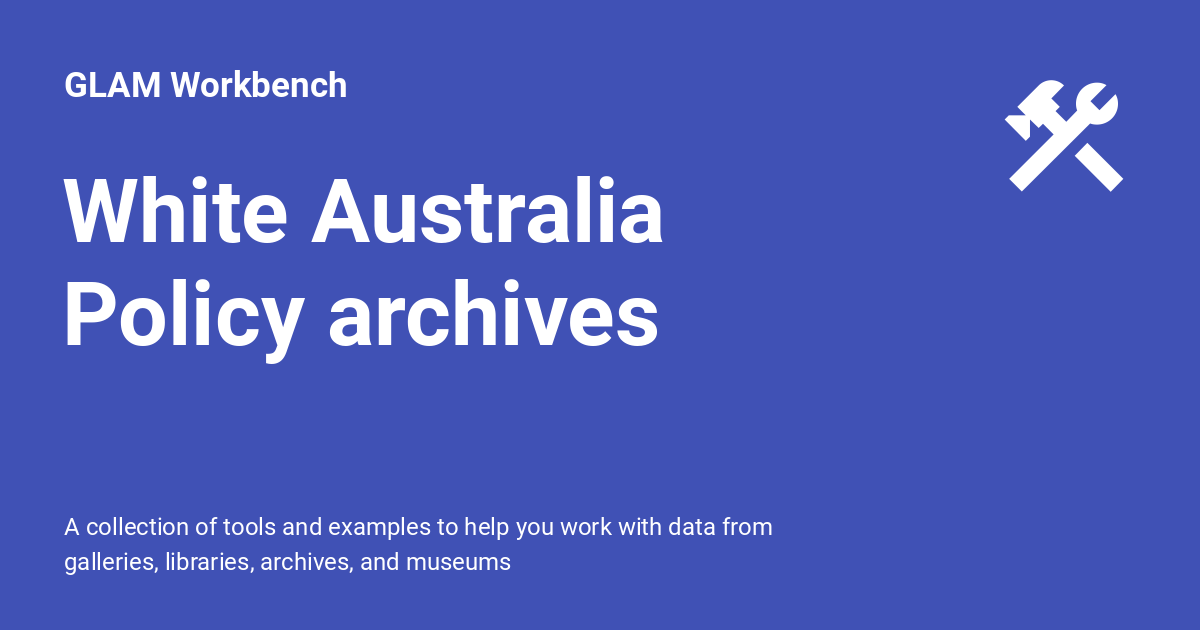 GLAM Workbench
White Australia
Policy archives
A collection of tools and examples to help you work with data from
galleries, libraries, archives, and museums